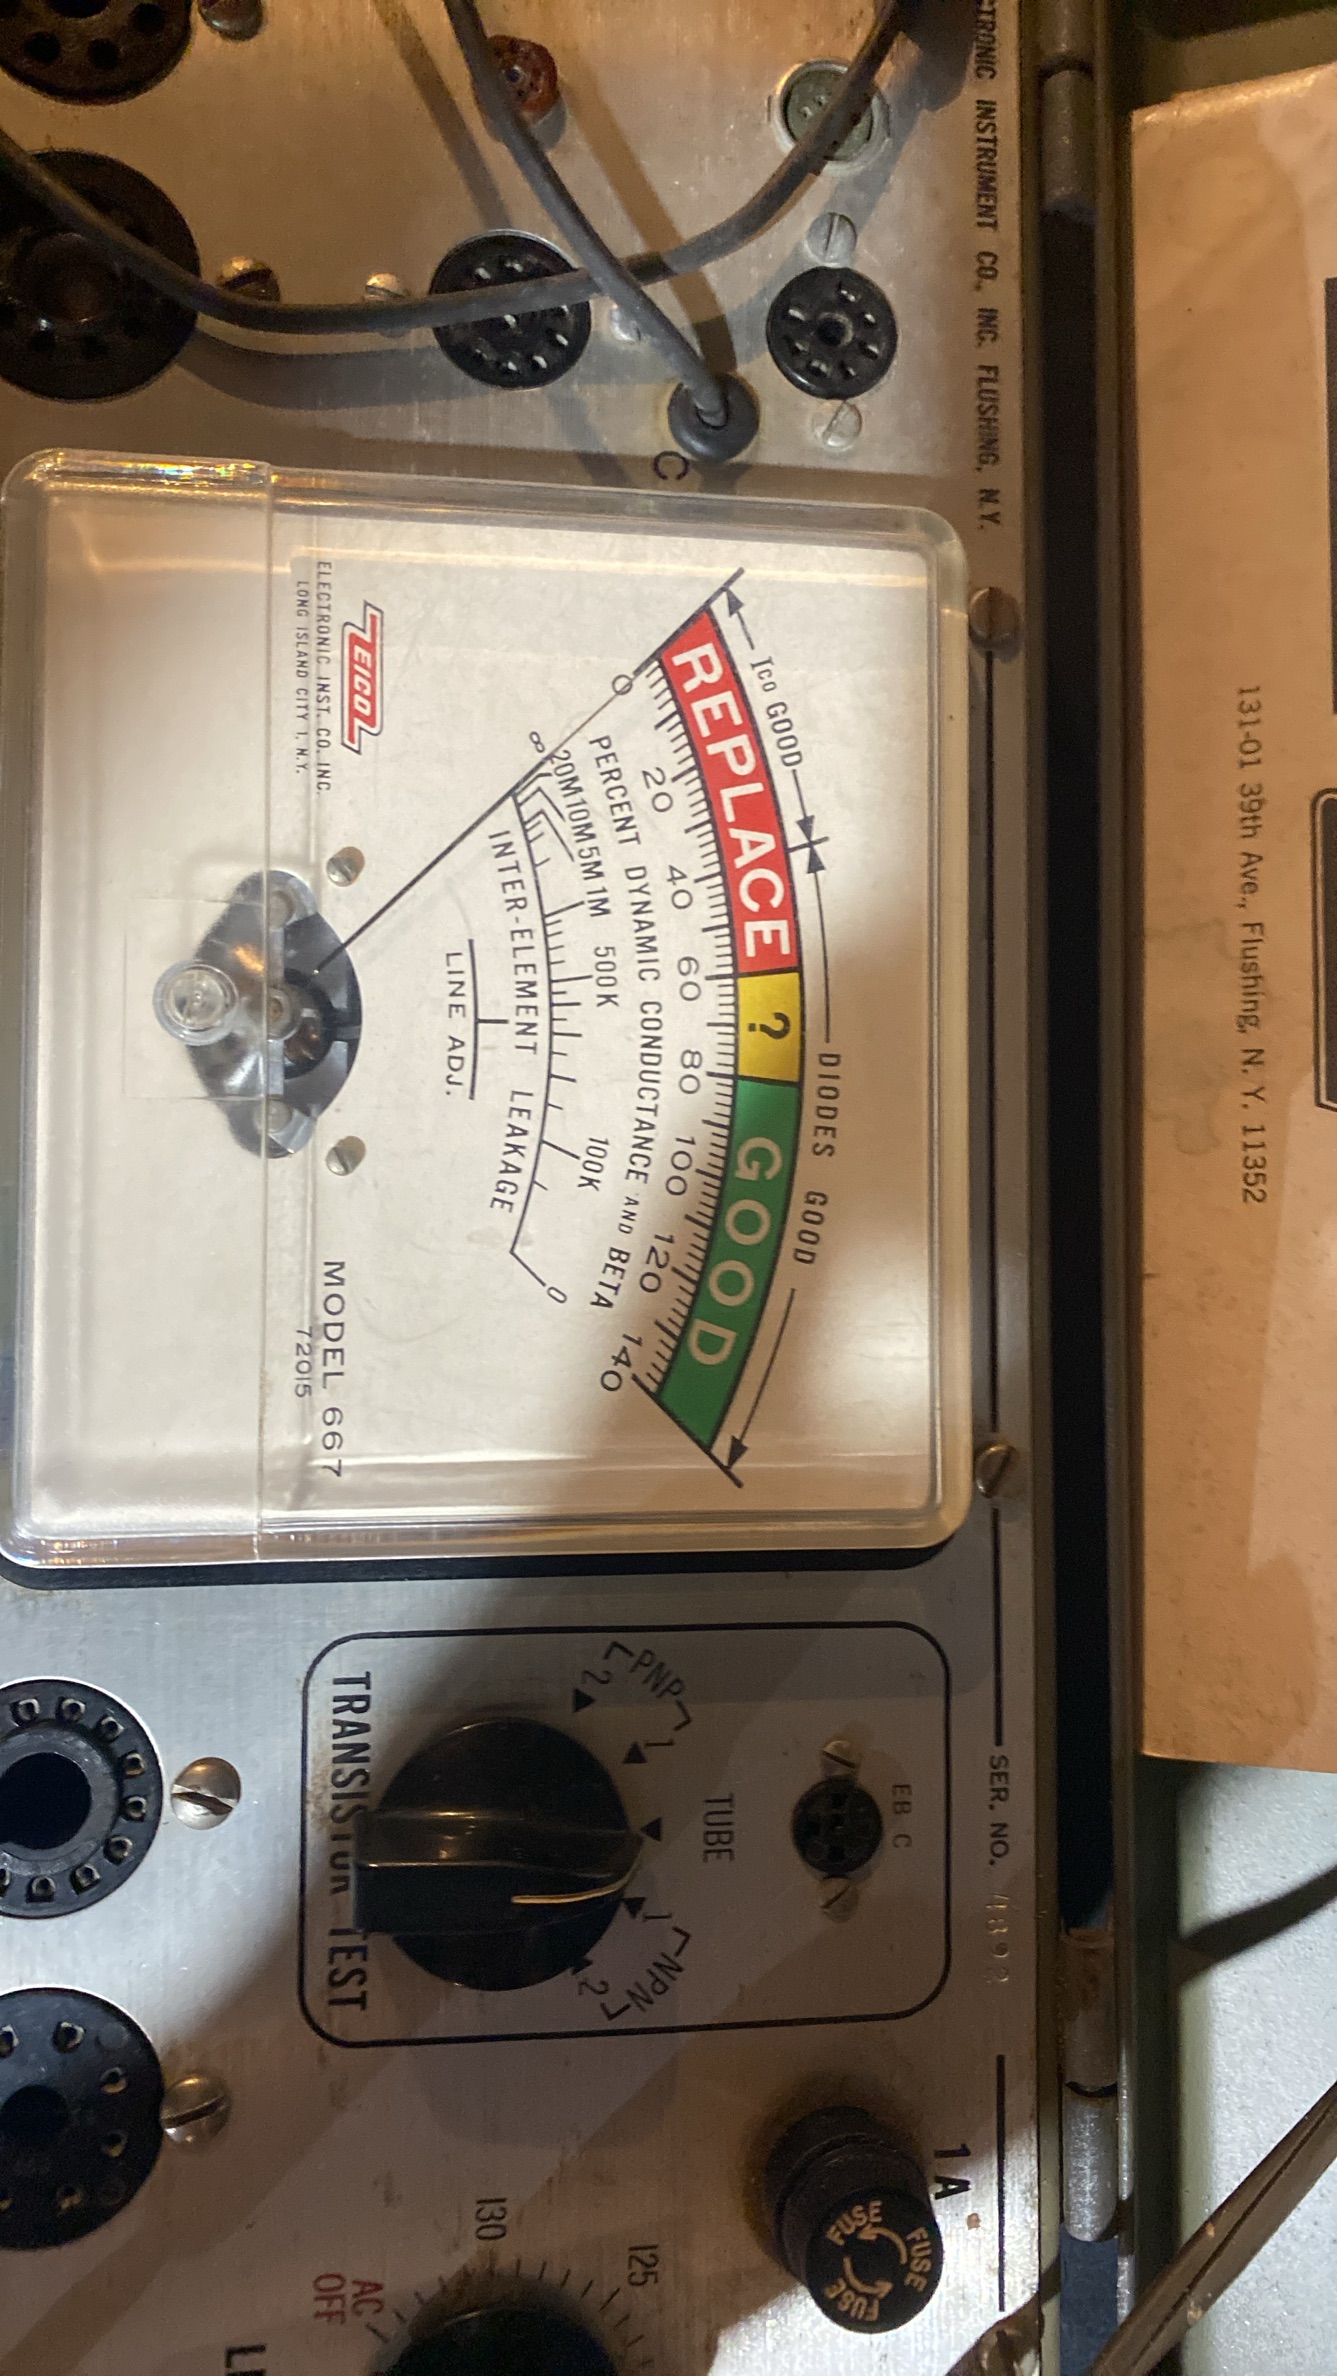 ELECTRONIC INSTRUMENT CO., INC. FLUSHING, N.Y.
SER. NO.
131-01 39th Ave., Flushing, N. Y. 11352
C
Ico GOOD
DIODES GOOD
REPLACE ? GOOD
0 20 40 60 80 100 120 140
PERCENT DYNAMIC CONDUCTANCE AND BETA
∞ 20M 10M 5M 1M 500K 100K 0
INTER-ELEMENT LEAKAGE
LINE ADJ.
EICO
ELECTRONIC INST. CO. INC.
LONG ISLAND CITY 1, N.Y.
MODEL 667
72015
EB C
TUBE
PNP
2 1
NPN
1 2
TRANSISTOR TEST
1A
FUSE FUSE FUSE
125
130
AC
OFF